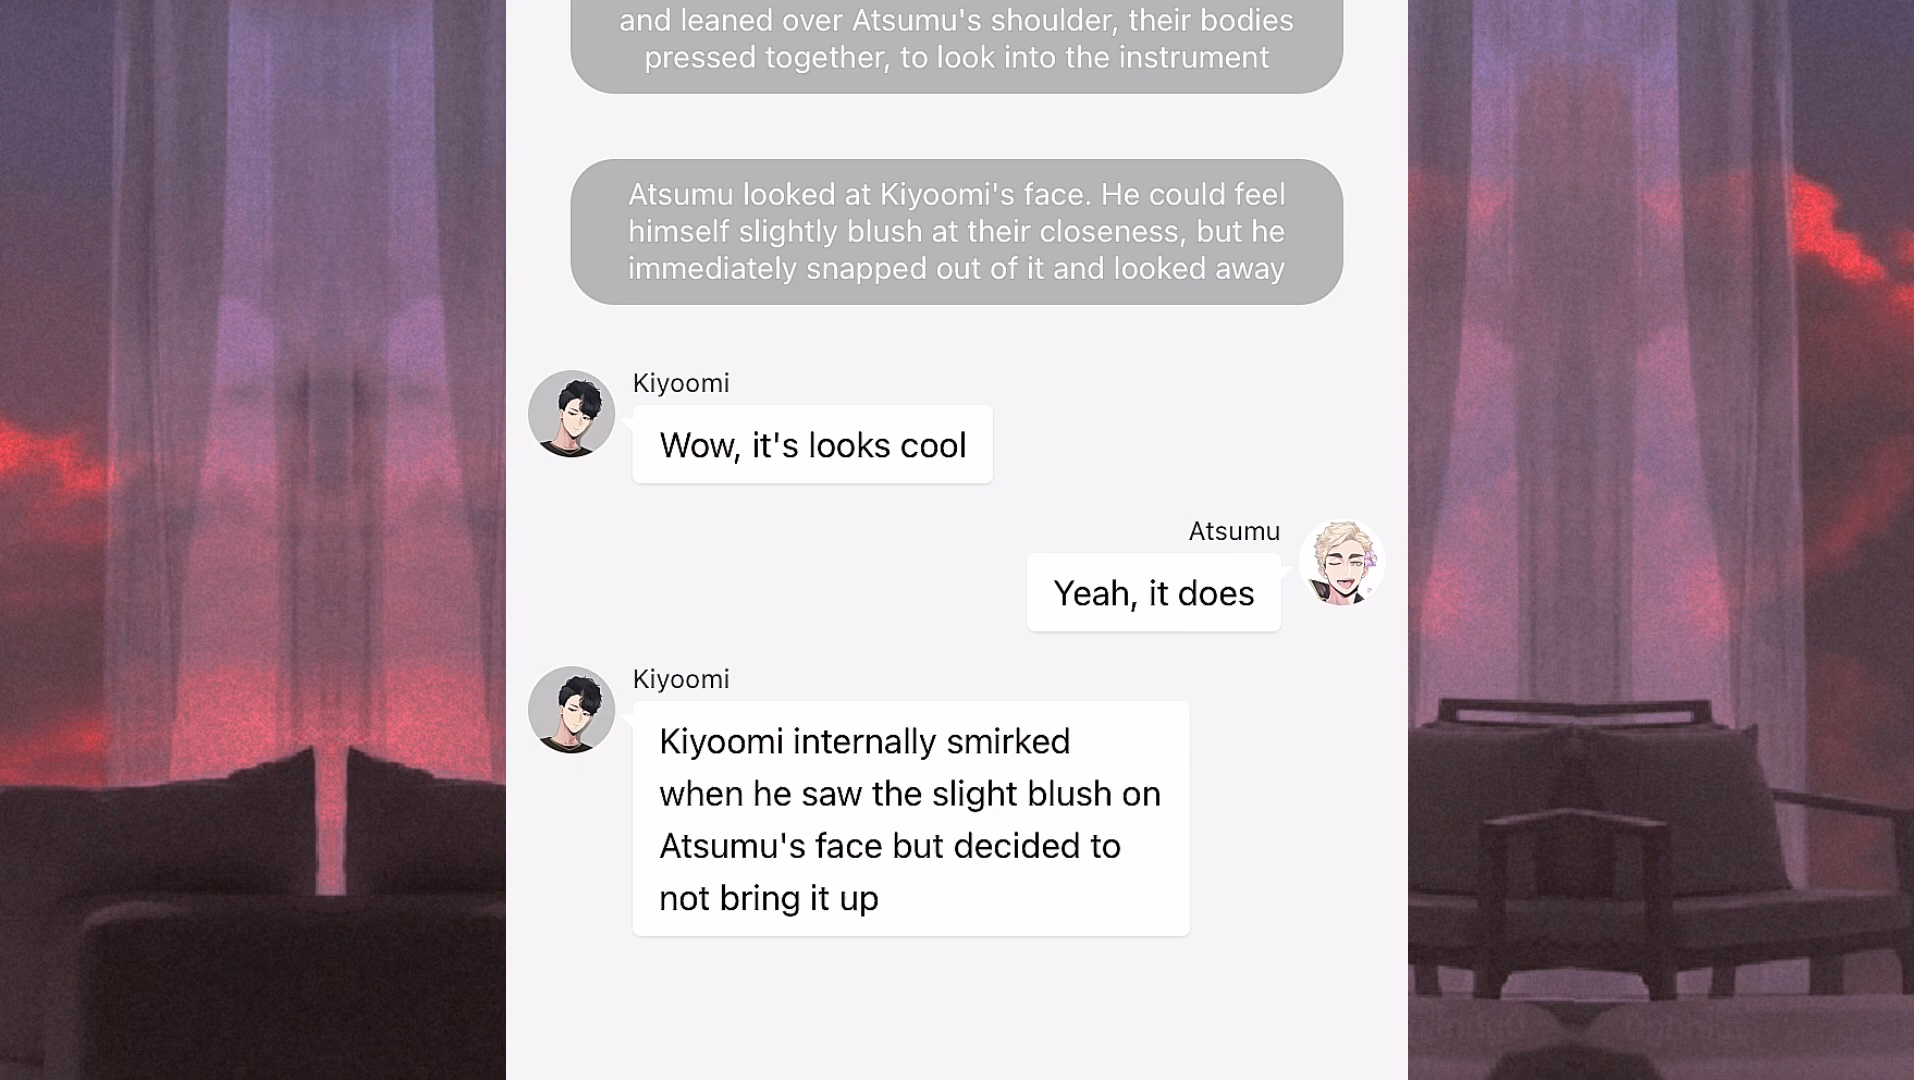 and leaned over Atsumu's shoulder, their bodies
pressed together, to look into the instrument
Atsumu looked at Kiyoomi's face. He could feel
himself slightly blush at their closeness, but he
immediately snapped out of it and looked away
Kiyoomi
Wow, it's looks cool
Atsumu
Yeah, it does
Kiyoomi
Kiyoomi internally smirked
when he saw the slight blush on
Atsumu's face but decided to
not bring it up